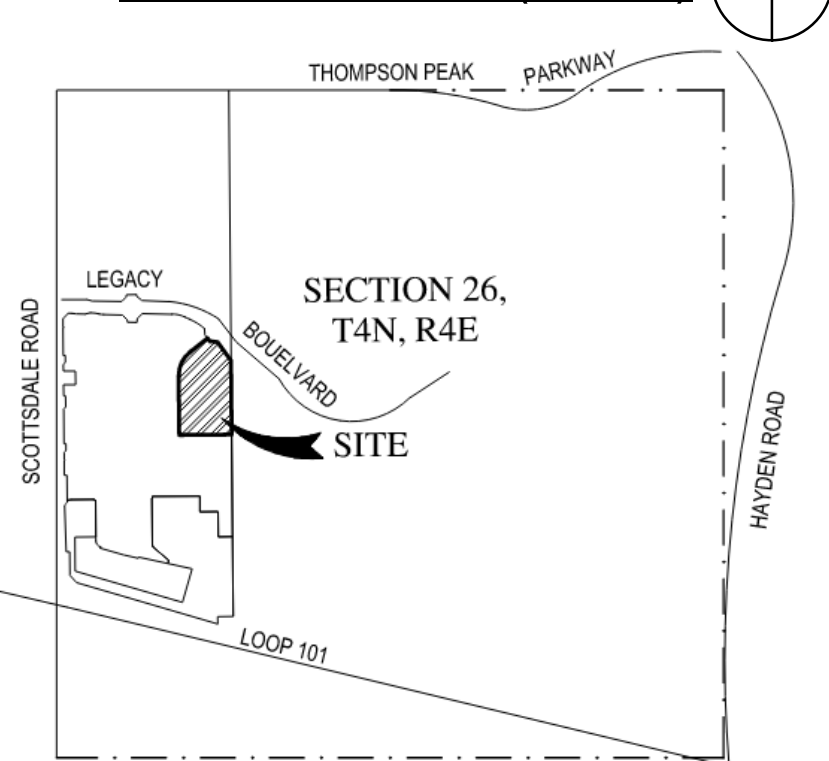 THOMPSON PEAK PARKWAY
LEGACY
BOUELVARD
SECTION 26,
T4N, R4E
SCOTTSDALE ROAD
SITE
HAYDEN ROAD
LOOP 101